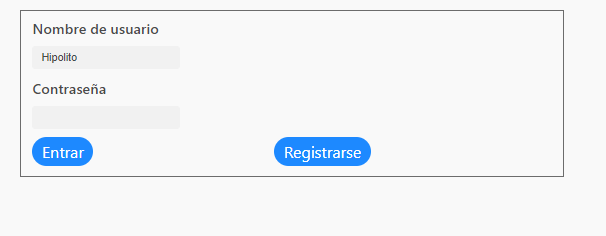 Nombre de usuario
Hipolito
Contraseña
Entrar Registrarse